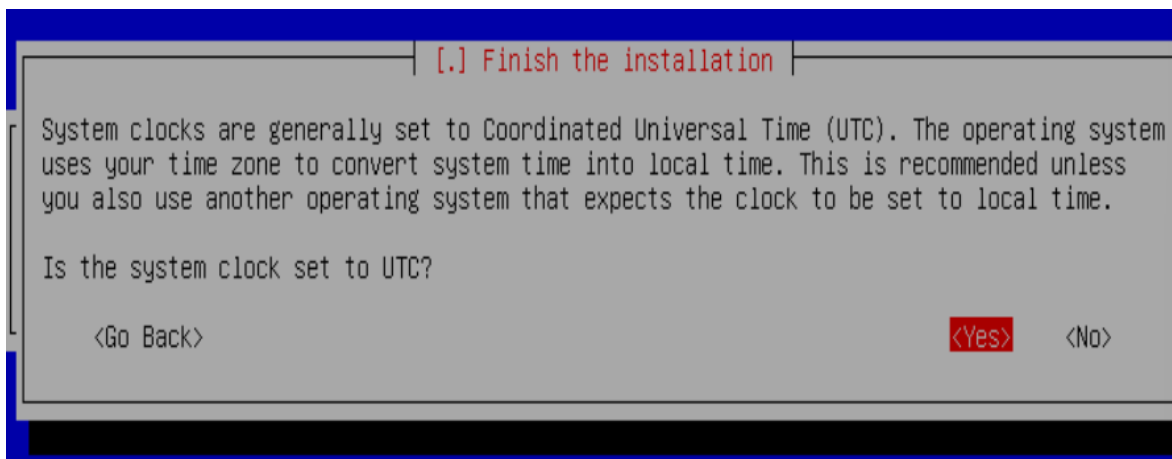 [.] Finish the installation
System clocks are generally set to Coordinated Universal Time (UTC). The operating system
uses your time zone to convert system time into local time. This is recommended unless
you also use another operating system that expects the clock to be set to local time.
Is the system clock set to UTC?
<Go Back> <Yes> <No>